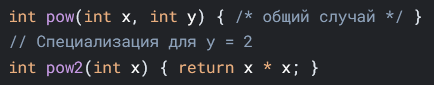 int pow(int x, int y) { /* общий случай */ }
// Специализация для y = 2
int pow2(int x) { return x * x; }